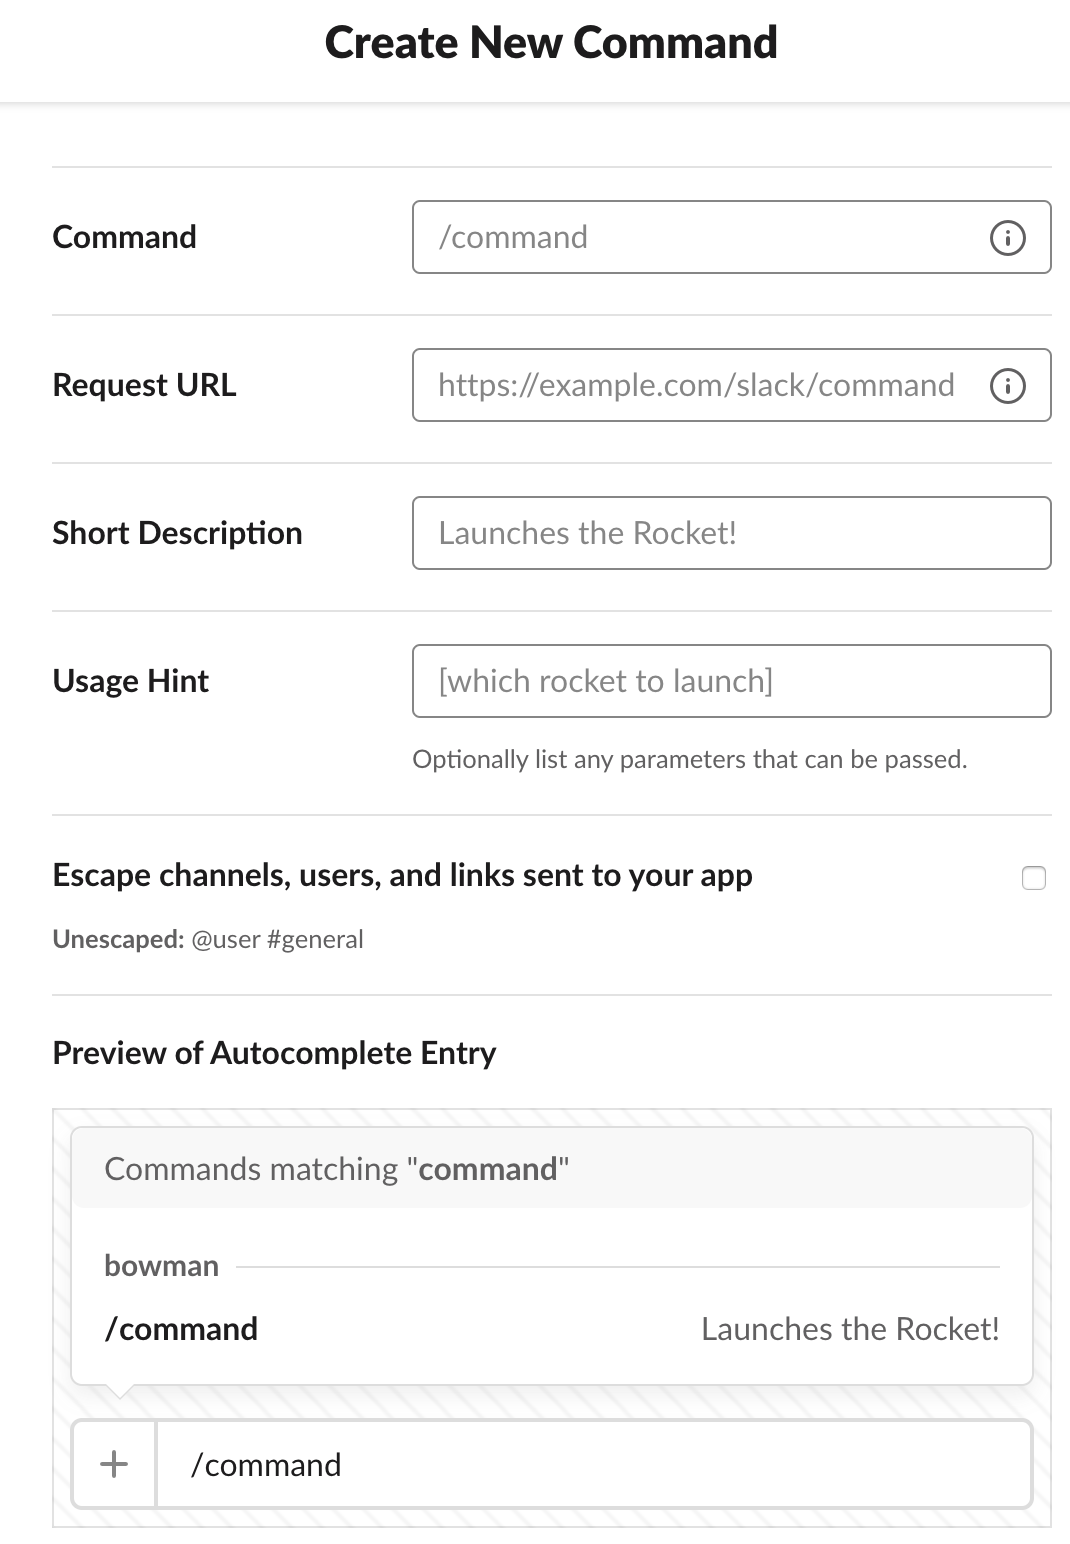 Create New Command
Command
/command
Request URL
https://example.com/slack/command
Short Description
Launches the Rocket!
Usage Hint
[which rocket to launch]
Optionally list any parameters that can be passed.
Escape channels, users, and links sent to your app
Unescaped: @user #general
Preview of Autocomplete Entry
Commands matching "command"
bowman
/command Launches the Rocket!
/command